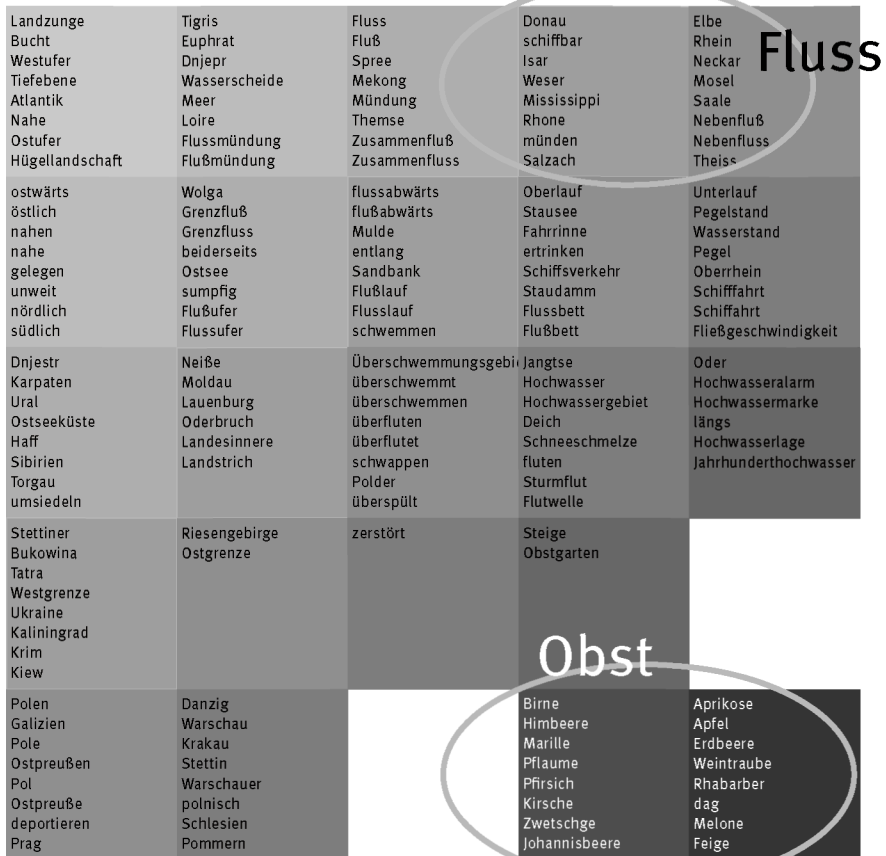 Landzunge
Bucht
Westufer
Tiefebene
Atlantik
Nahe
Ostufer
Hügellandschaft
Tigris
Euphrat
Dnjepr
Wasserscheide
Meer
Loire
Flussmündung
Flußmündung
Fluss
Fluß
Spree
Mekong
Mündung
Themse
Zusammenfluß
Zusammenfluss
Donau
schiffbar
Isar
Weser
Mississippi
Rhone
münden
Salzach
Elbe
Rhein
Neckar
Mosel
Saale
Nebenfluß
Nebenfluss
Theiss
Fluss
ostwärts
östlich
nahen
nahe
gelegen
unweit
nördlich
südlich
Wolga
Grenzfluß
Grenzfluss
beiderseits
Ostsee
sumpfig
Flußufer
Flussufer
flussabwärts
flußabwärts
Mulde
entlang
Sandbank
Flußlauf
Flusslauf
schwemmen
Oberlauf
Stausee
Fahrrinne
ertrinken
Schiffsverkehr
Staudamm
Flussbett
Flußbett
Unterlauf
Pegelstand
Wasserstand
Pegel
Oberrhein
Schifffahrt
Schiffahrt
Fließgeschwindigkeit
Dnjestr
Karpaten
Ural
Ostseeküste
Haff
Sibirien
Torgau
umsiedeln
Neiße
Moldau
Lauenburg
Oderbruch
Landesinnere
Landstrich
Überschwemmungsgebi
überschwemmt
überschwemmen
überfluten
überflutet
schwappen
Polder
überspült
Jangtse
Hochwasser
Hochwassergebiet
Deich
Schneeschmelze
fluten
Sturmflut
Flutwelle
Oder
Hochwasseralarm
Hochwassermarke
längs
Hochwasserlage
Jahrhunderthochwasser
Stettiner
Bukowina
Tatra
Westgrenze
Ukraine
Kaliningrad
Krim
Kiew
Riesengebirge
Ostgrenze
zerstört
Steige
Obstgarten
Obst
Polen
Galizien
Pole
Ostpreußen
Pol
Ostpreuße
deportieren
Prag
Danzig
Warschau
Krakau
Stettin
Warschauer
polnisch
Schlesien
Pommern
Birne
Himbeere
Marille
Pflaume
Pfirsich
Kirsche
Zwetschge
Johannisbeere
Aprikose
Apfel
Erdbeere
Weintraube
Rhabarber
dag
Melone
Feige